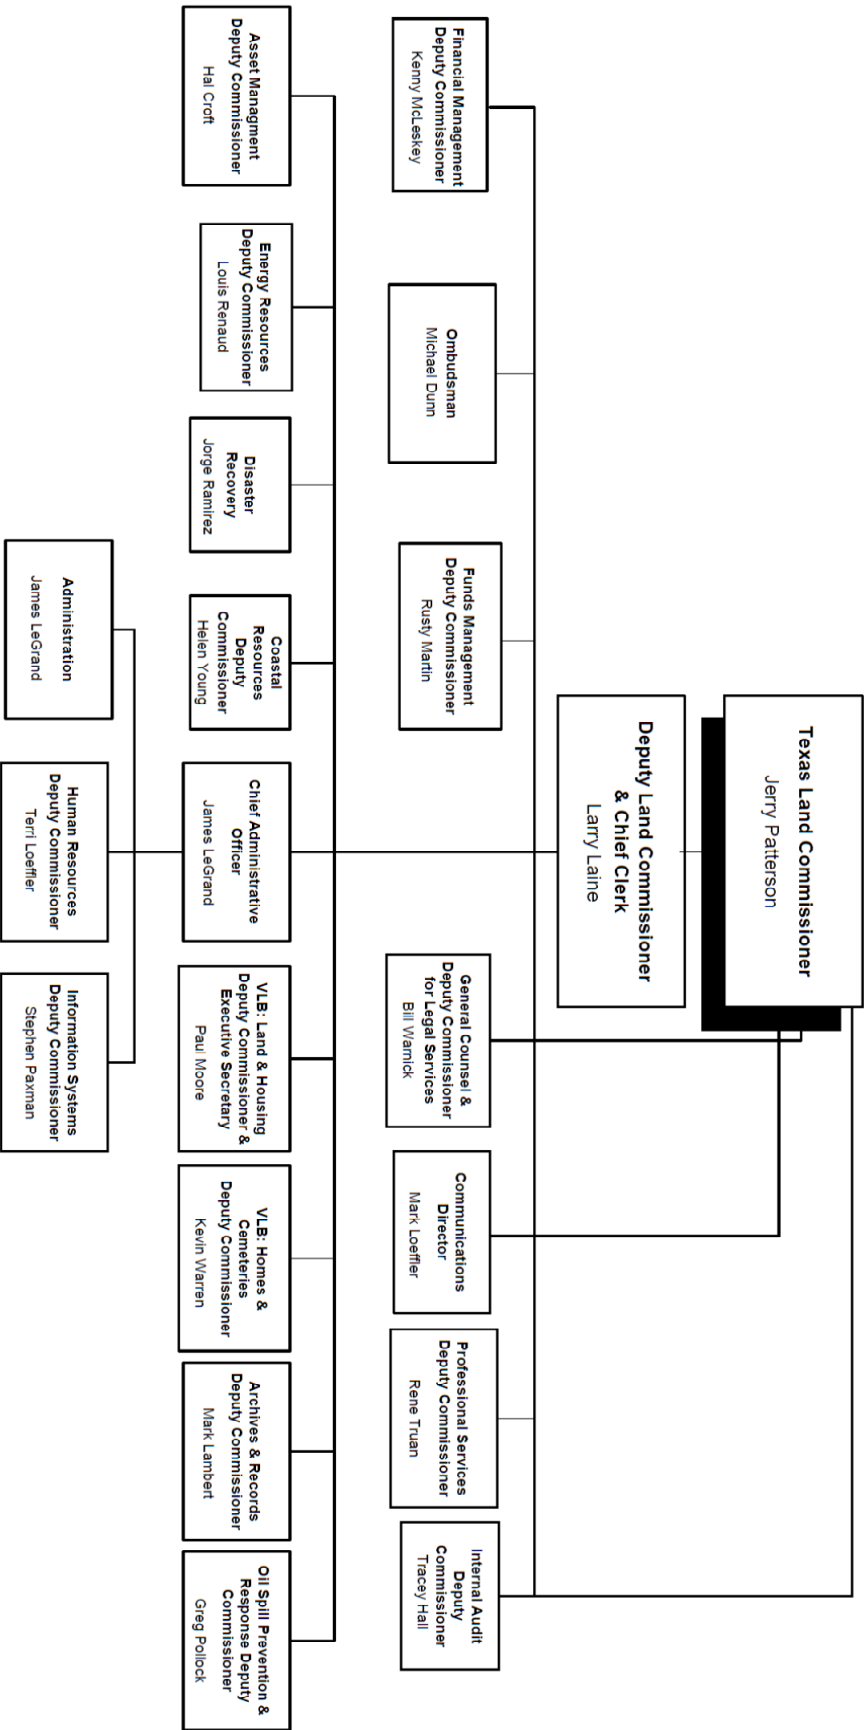 Texas Land Commissioner
Jerry Patterson
Deputy Land Commissioner
& Chief Clerk
Larry Laine
Financial Management
Deputy Commissioner
Kenny McLeskey
Ombudsman
Michael Dunn
Funds Management
Deputy Commissioner
Rusty Martin
General Counsel &
Deputy Commissioner
for Legal Services
Bill Warnick
Communications
Director
Mark Loeffler
Professional Services
Deputy Commissioner
Rene Truan
Internal Audit
Deputy
Commissioner
Tracey Hall
Asset Managment
Deputy Commissioner
Hal Croft
Energy Resources
Deputy Commissioner
Louis Renaud
Disaster
Recovery
Jorge Ramirez
Coastal
Resources
Deputy
Commissioner
Helen Young
Chief Administrative
Officer
James LeGrand
VLB: Land & Housing
Deputy Commissioner &
Executive Secretary
Paul Moore
VLB: Homes &
Cemeteries
Deputy Commissioner
Kevin Warren
Archives & Records
Deputy Commissioner
Mark Lambert
Oil Spill Prevention &
Response Deputy
Commissioner
Greg Pollock
Administration
James LeGrand
Human Resources
Deputy Commissioner
Terri Loeffler
Information Systems
Deputy Commissioner
Stephen Paxman